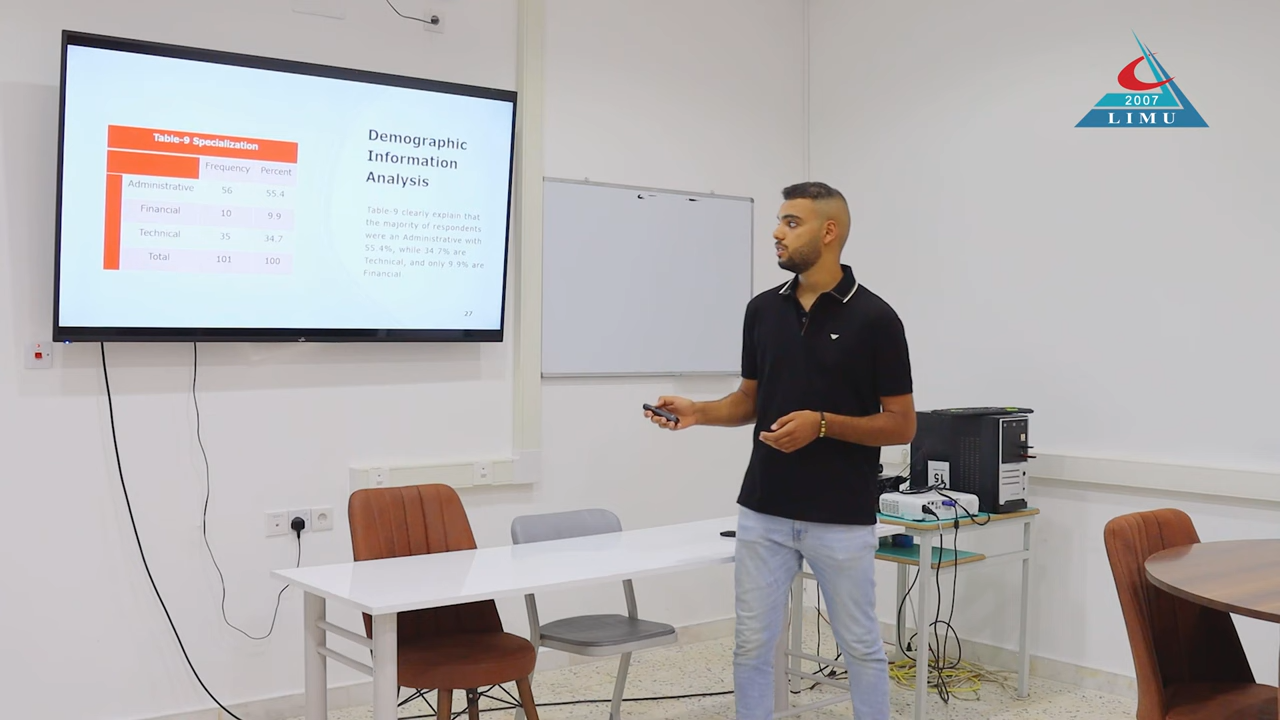 Table-9 Specialization
Frequency Percent
Administrative 56 55.4
Financial 10 9.9
Technical 35 34.7
Total 101 100
Demographic
Information
Analysis
Table-9 clearly explain that
the majority of respondents
were an Administrative with
55.4%, while 34.7% are
Technical, and only 9.9% are
Financial
27
2007
LIMU
15